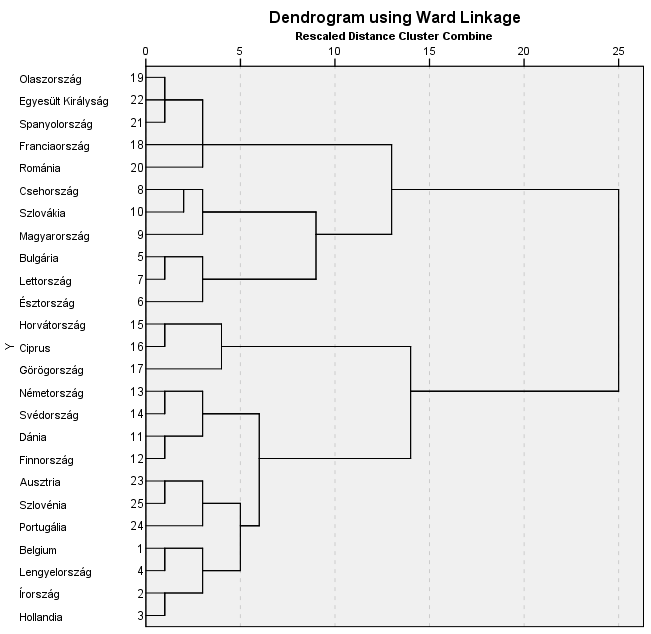 Dendrogram using Ward Linkage
Rescaled Distance Cluster Combine
0 5 10 15 20 25
Olaszország 19
Egyesült Királyság 22
Spanyolország 21
Franciaország 18
Románia 20
Csehország 8
Szlovákia 10
Magyarország 9
Bulgária 5
Lettország 7
Észtország 6
Horvátország 15
Y
Ciprus 16
Görögország 17
Németország 13
Svédország 14
Dánia 11
Finnország 12
Ausztria 23
Szlovénia 25
Portugália 24
Belgium 1
Lengyelország 4
Írország 2
Hollandia 3